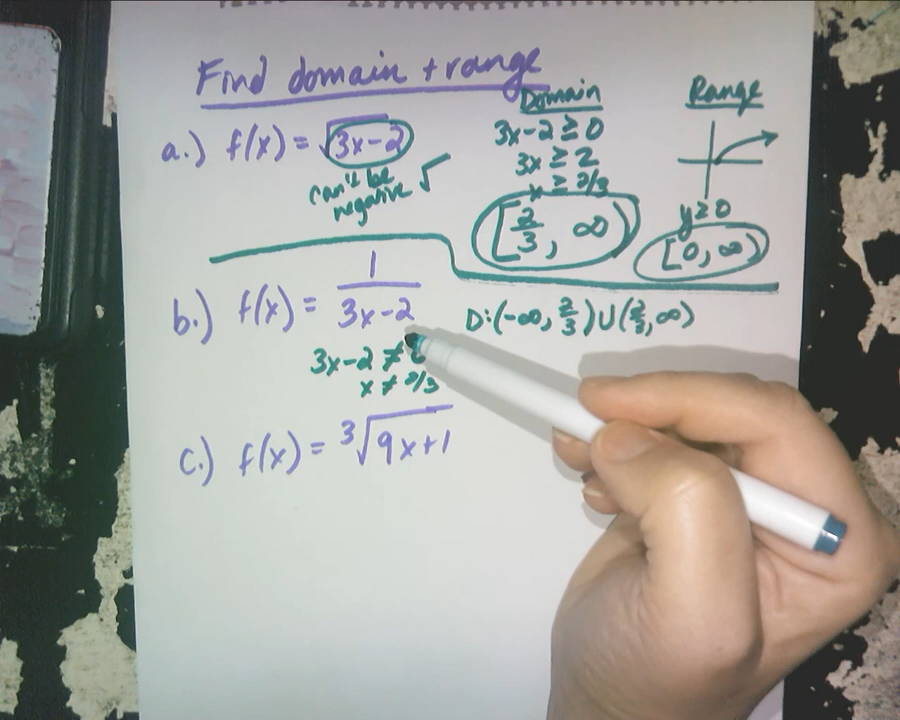 Find domain + range
a.) f(x) = √3x-2
can't be
negative √
Domain
3x-2 ≥ 0
3x ≥ 2
x ≥ 2/3
[2/3, ∞)
Range
y ≥ 0
[0, ∞)
b.) f(x) = 1/3x-2
3x-2 ≠ 0
x ≠ 2/3
D: (-∞, 2/3) U (2/3, ∞)
c.) f(x) = ³√9x+1